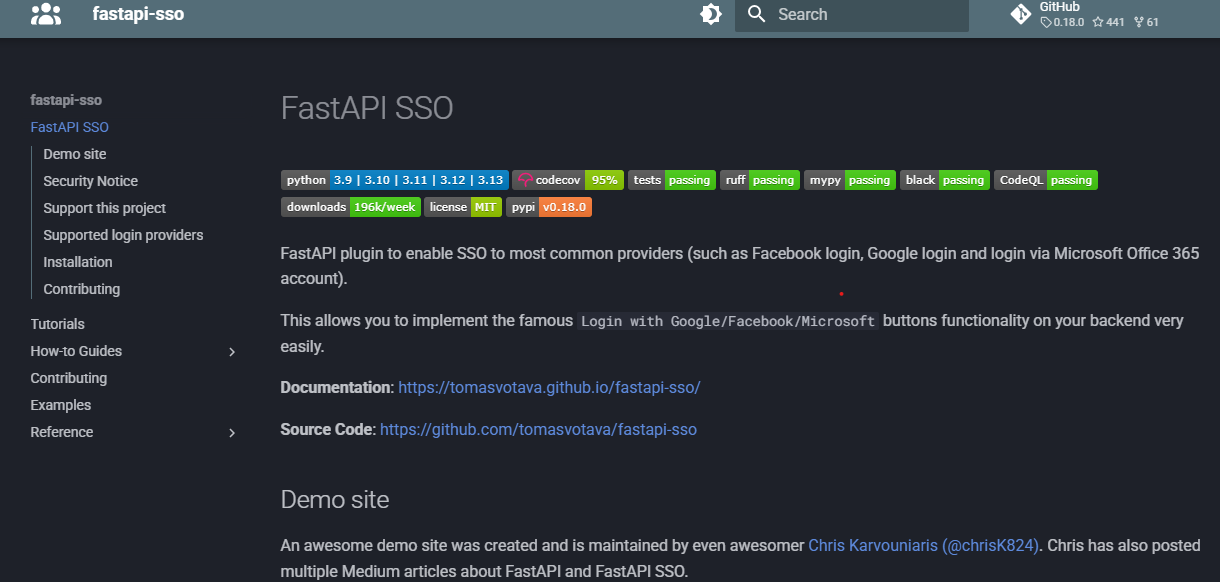 fastapi-sso
Search
GitHub
0.18.0 441 61
fastapi-sso
FastAPI SSO
Demo site
Security Notice
Support this project
Supported login providers
Installation
Contributing
Tutorials
How-to Guides
Contributing
Examples
Reference
FastAPI SSO
python 3.9 | 3.10 | 3.11 | 3.12 | 3.13 codecov 95% tests passing ruff passing mypy passing black passing CodeQL passing
downloads 196k/week license MIT pypi v0.18.0
FastAPI plugin to enable SSO to most common providers (such as Facebook login, Google login and login via Microsoft Office 365
account).
This allows you to implement the famous Login with Google/Facebook/Microsoft buttons functionality on your backend very
easily.
Documentation: https://tomasvotava.github.io/fastapi-sso/
Source Code: https://github.com/tomasvotava/fastapi-sso
Demo site
An awesome demo site was created and is maintained by even awesomer Chris Karvouniaris (@chrisK824). Chris has also posted
multiple Medium articles about FastAPI and FastAPI SSO.